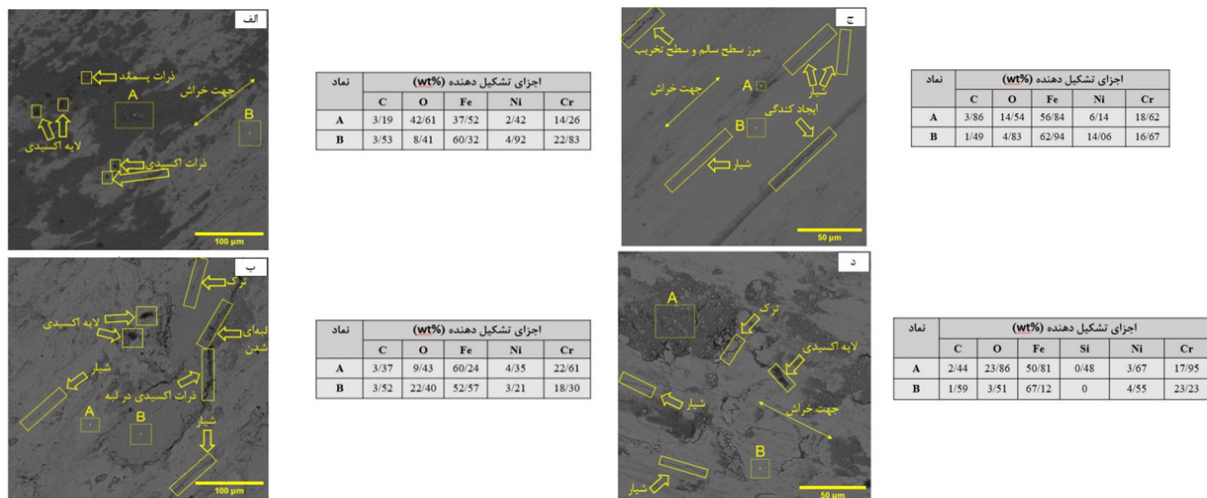 الف
ذرات پسماند
A
جهت خراش
B
لایه اکسیدی
ذرات اکسیدی
100 µm
نماد اجزای تشکیل دهنده (wt%)
C O Fe Ni Cr
A 3/19 42/61 37/52 2/42 14/26
B 3/53 8/41 60/32 4/92 22/83
ج
مرز سطح سالم و سطح تخریب
شیار
A
جهت خراش
ایجاد کندگی
B
شیار
50 µm
نماد اجزای تشکیل دهنده (wt%)
C O Fe Ni Cr
A 3/86 14/54 56/84 6/14 18/62
B 1/49 4/83 62/94 14/06 16/67
ب
ترک
لایه اکسیدی
لبه‌ای
شدن
شیار
ذرات اکسیدی در لبه
A
B
شیار
100 µm
نماد اجزای تشکیل دهنده (wt%)
C O Fe Ni Cr
A 3/37 9/43 60/24 4/35 22/61
B 3/52 22/40 52/57 3/21 18/30
د
A
ترک
لایه اکسیدی
شیار
جهت خراش
B
شیار
50 µm
نماد اجزای تشکیل دهنده (wt%)
C O Fe Si Ni Cr
A 2/44 23/86 50/81 0/48 3/67 17/95
B 1/59 3/51 67/12 0 4/55 23/23